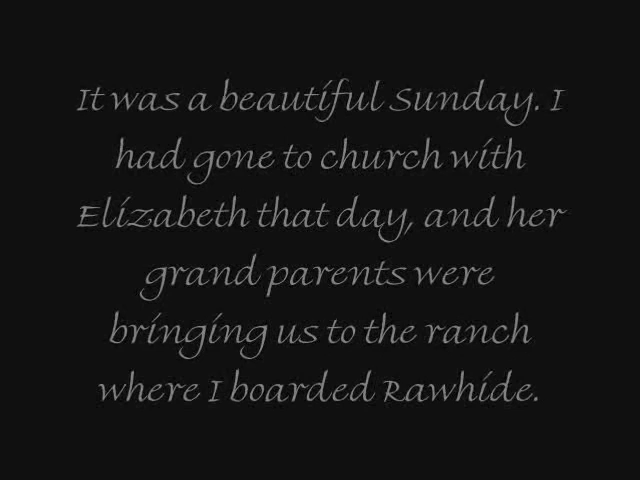 It was a beautiful Sunday. I
had gone to church with
Elizabeth that day, and her
grand parents were
bringing us to the ranch
where I boarded Rawhide.